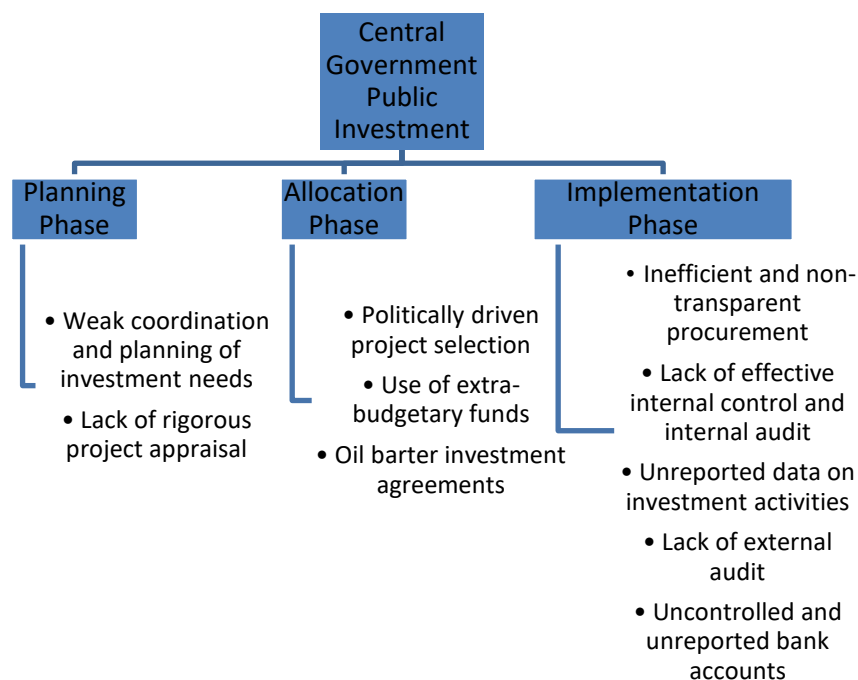 Central
Government
Public
Investment
Planning
Phase
• Weak coordination
and planning of
investment needs
• Lack of rigorous
project appraisal
Allocation
Phase
• Politically driven
project selection
• Use of extra-
budgetary funds
• Oil barter investment
agreements
Implementation
Phase
• Inefficient and non-
transparent
procurement
• Lack of effective
internal control and
internal audit
• Unreported data on
investment activities
• Lack of external
audit
• Uncontrolled and
unreported bank
accounts